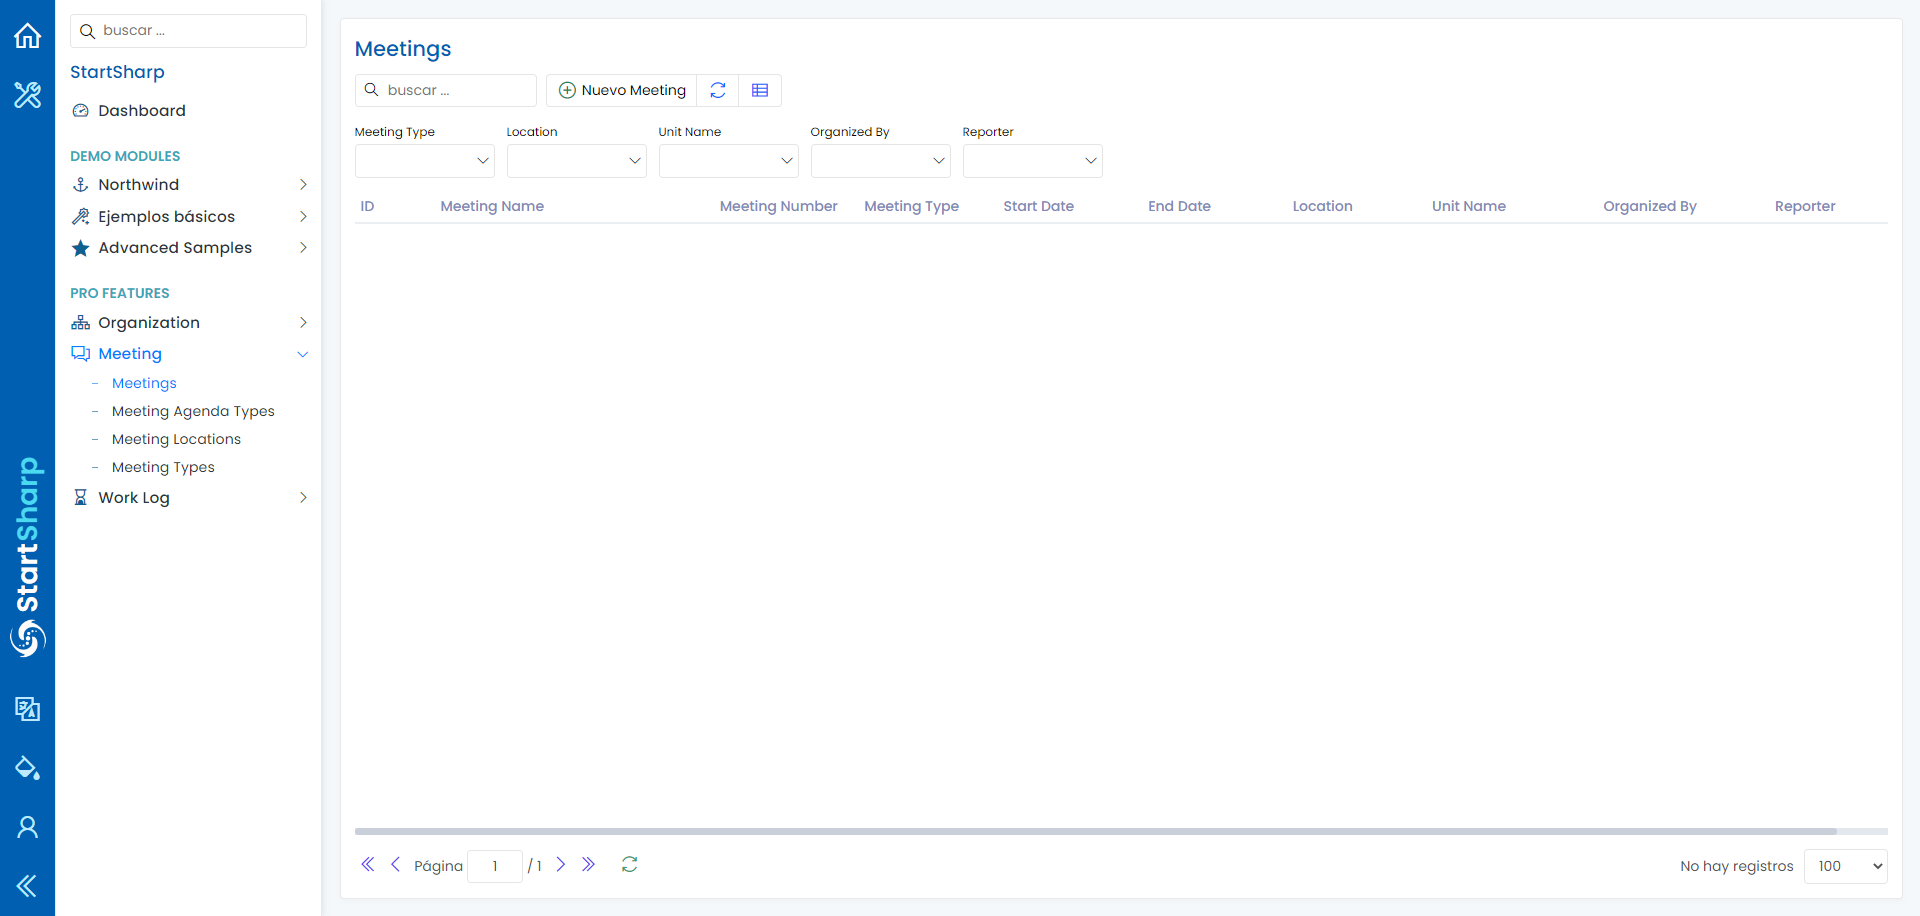 buscar ...
StartSharp
Dashboard
DEMO MODULES
Northwind
Ejemplos básicos
Advanced Samples
PRO FEATURES
Organization
Meeting
- Meetings
- Meeting Agenda Types
- Meeting Locations
- Meeting Types
Work Log
StartSharp
Meetings
buscar ...
Nuevo Meeting
Meeting Type Location Unit Name Organized By Reporter
ID Meeting Name Meeting Number Meeting Type Start Date End Date Location Unit Name Organized By Reporter
Página 1 / 1
No hay registros 100